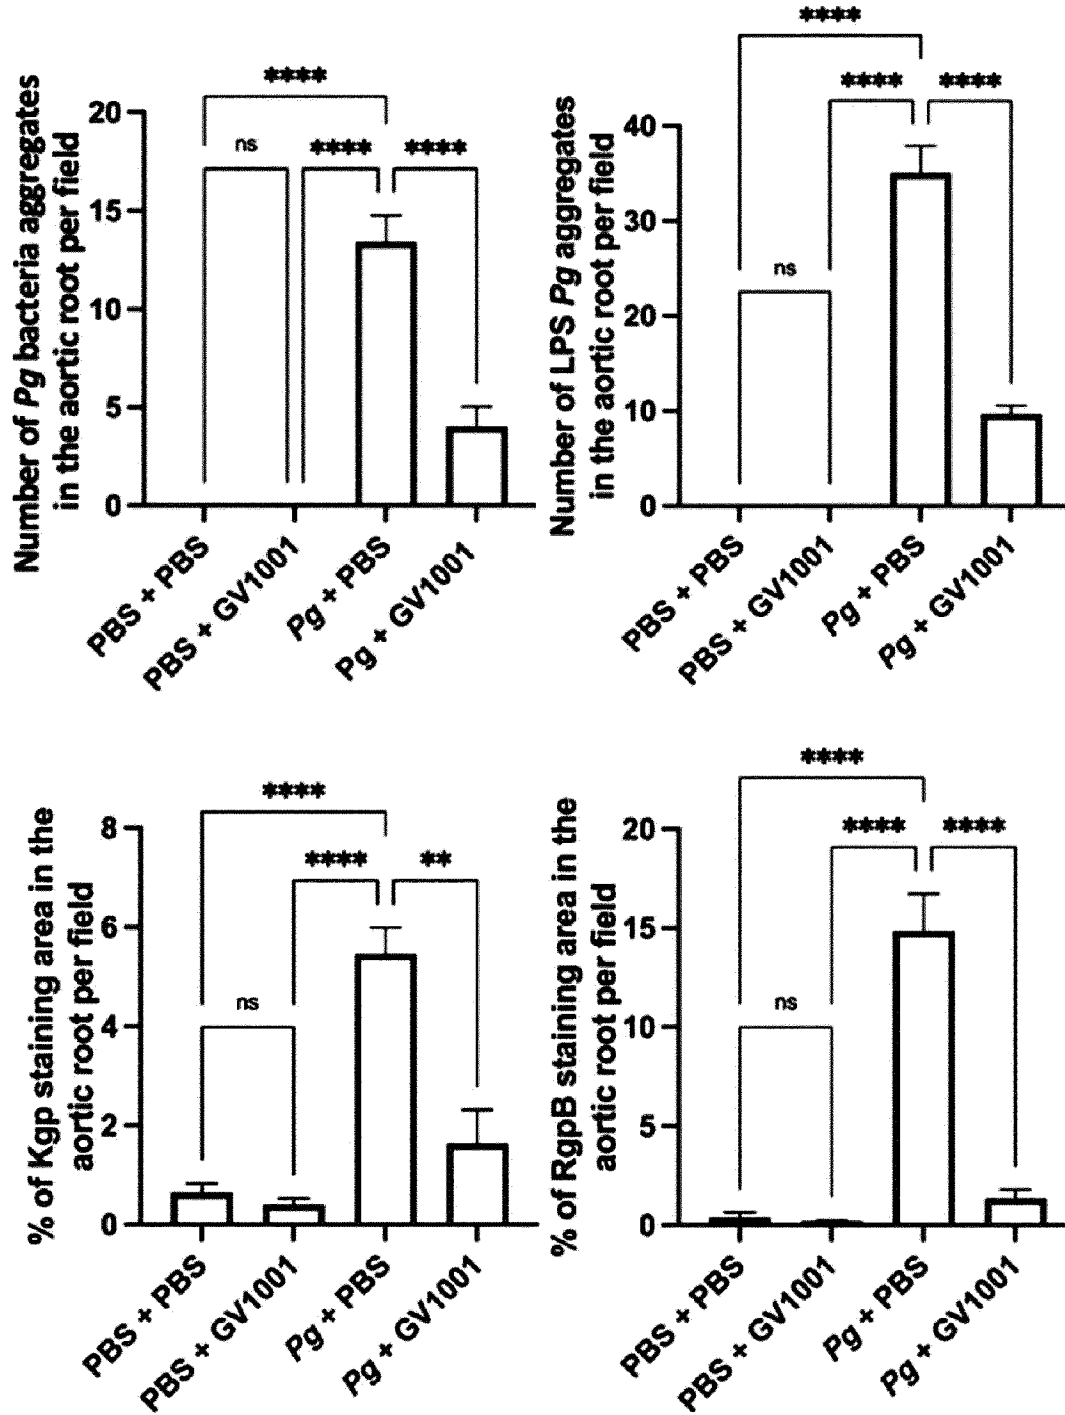 ****
ns
****
****
Number of Pg bacteria aggregates
in the aortic root per field
20
15
10
5
0
PBS + PBS
PBS + GV1001
Pg + PBS
Pg + GV1001
****
****
****
ns
Number of LPS Pg aggregates
in the aortic root per field
40
30
20
10
0
PBS + PBS
PBS + GV1001
Pg + PBS
Pg + GV1001
****
****
**
ns
% of Kgp staining area in the
aortic root per field
8
6
4
2
0
PBS + PBS
PBS + GV1001
Pg + PBS
Pg + GV1001
****
****
****
ns
% of RgpB staining area in the
aortic root per field
20
15
10
5
0
PBS + PBS
PBS + GV1001
Pg + PBS
Pg + GV1001